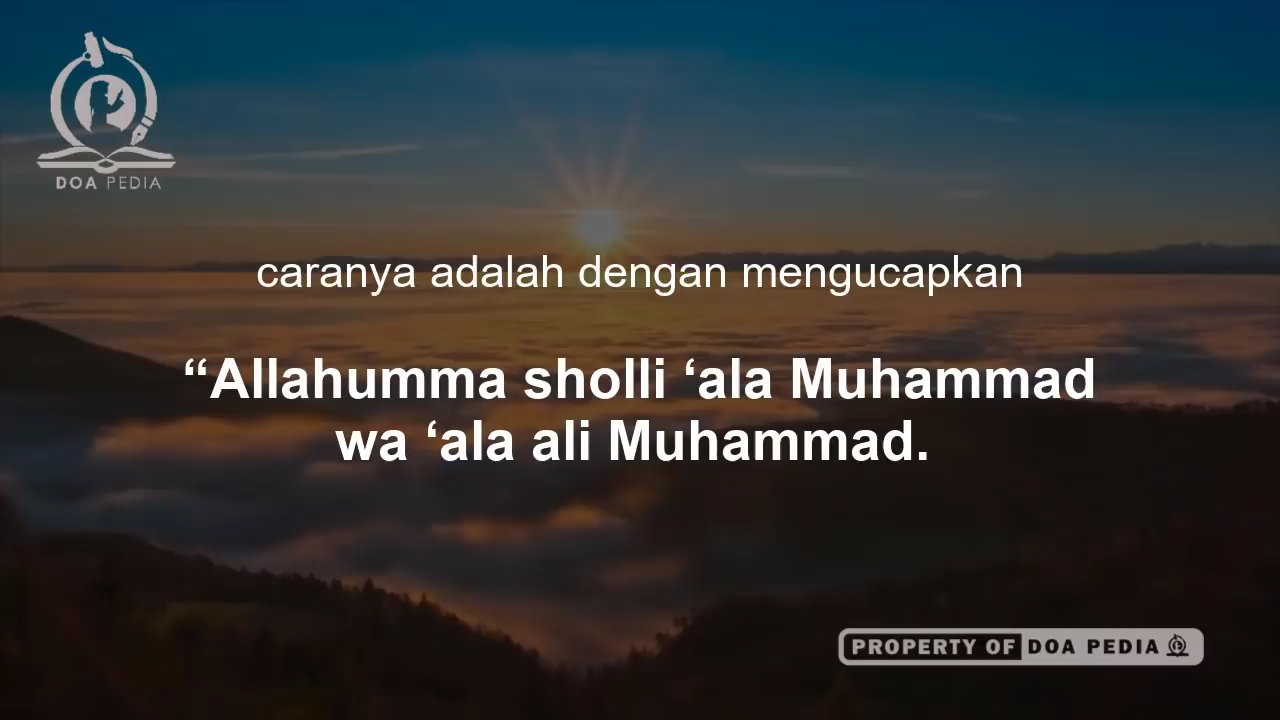 DOA PEDIA
caranya adalah dengan mengucapkan
“Allahumma sholli ‘ala Muhammad
wa ‘ala ali Muhammad.
PROPERTY OF DOA PEDIA